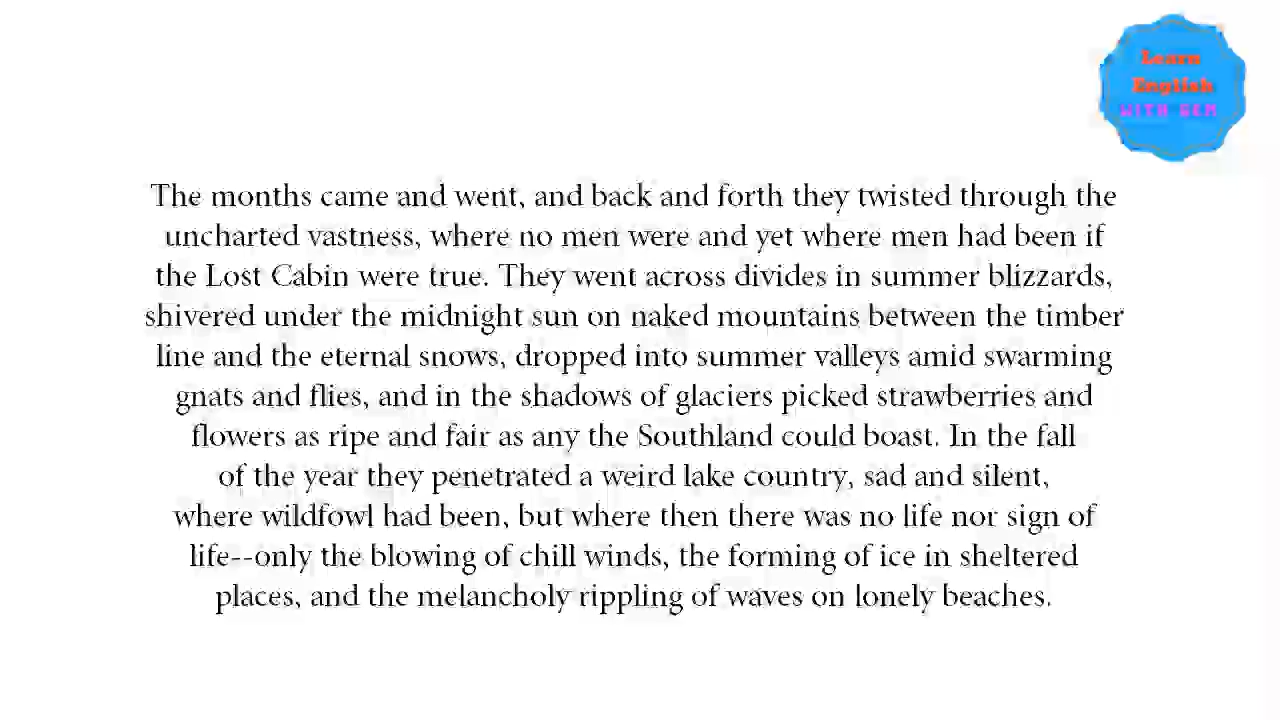 Learn
English
WITH GEM
The months came and went, and back and forth they twisted through the
uncharted vastness, where no men were and yet where men had been if
the Lost Cabin were true. They went across divides in summer blizzards,
shivered under the midnight sun on naked mountains between the timber
line and the eternal snows, dropped into summer valleys amid swarming
gnats and flies, and in the shadows of glaciers picked strawberries and
flowers as ripe and fair as any the Southland could boast. In the fall
of the year they penetrated a weird lake country, sad and silent,
where wildfowl had been, but where then there was no life nor sign of
life--only the blowing of chill winds, the forming of ice in sheltered
places, and the melancholy rippling of waves on lonely beaches.